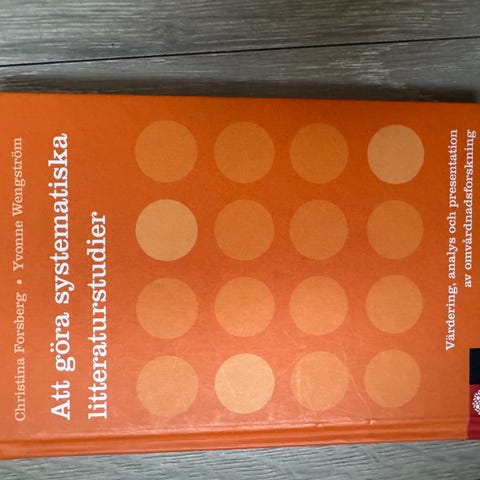 Christina Forsberg • Yvonne Wengström
Att göra systematiska
litteraturstudier
Värdering, analys och presentation
av omvårdnadsforskning